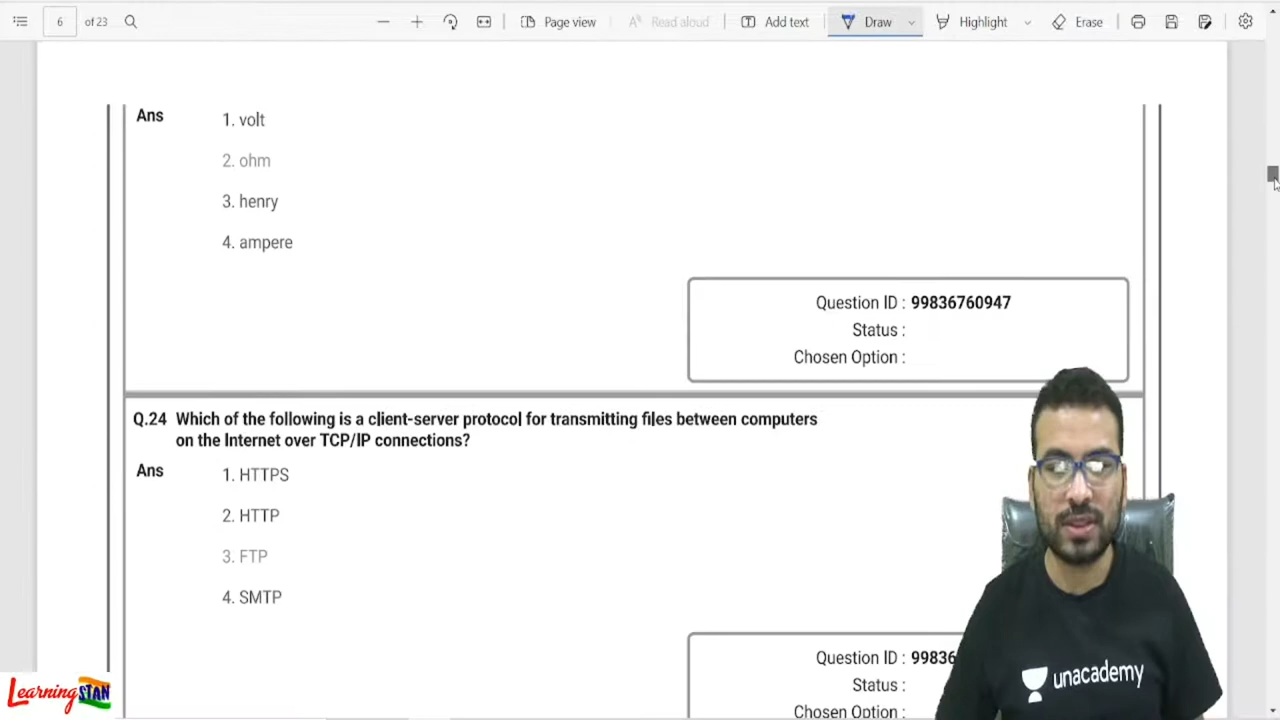 6 of 23 Page view Read aloud Add text Draw Highlight Erase
Ans 1. volt
2. ohm
3. henry
4. ampere
Question ID : 99836760947
Status :
Chosen Option :
Q.24 Which of the following is a client-server protocol for transmitting files between computers
on the Internet over TCP/IP connections?
Ans 1. HTTPS
2. HTTP
3. FTP
4. SMTP
Question ID : 99836
Status :
Chosen Option :
unacademy
LearningSTAN